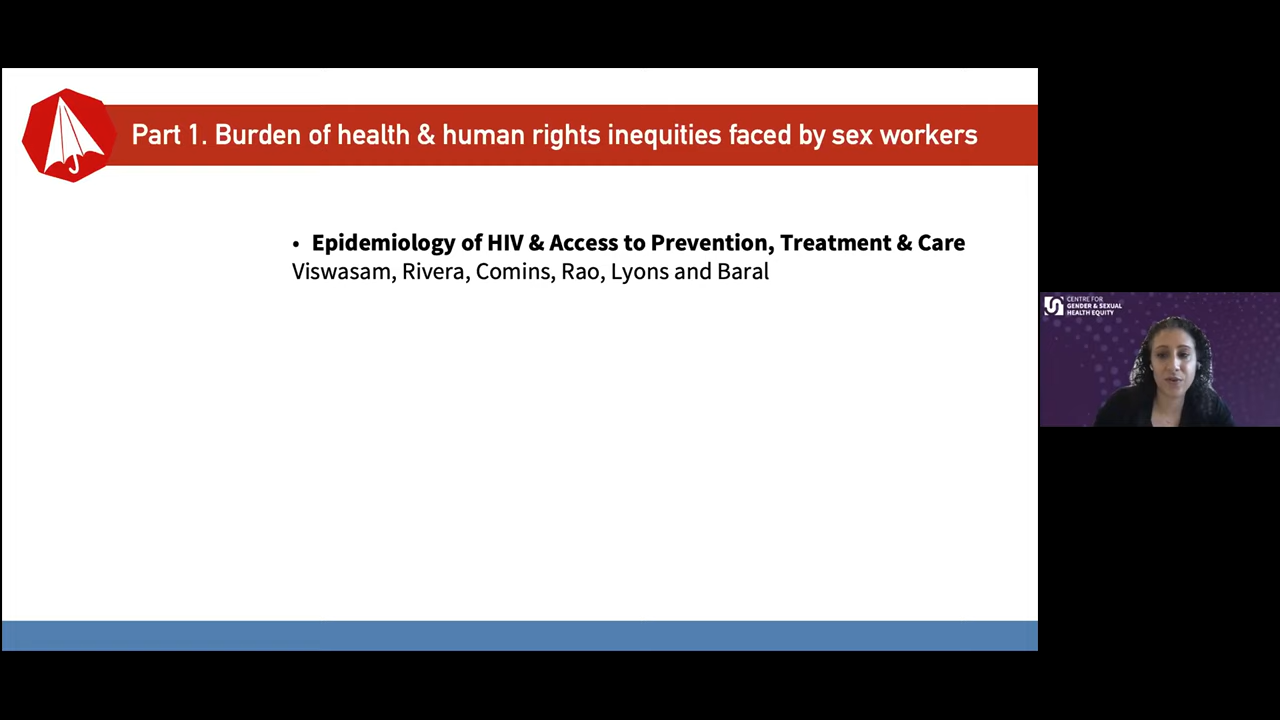 Part 1. Burden of health & human rights inequities faced by sex workers
• Epidemiology of HIV & Access to Prevention, Treatment & Care
Viswasam, Rivera, Comins, Rao, Lyons and Baral
CENTRE FOR
GENDER & SEXUAL
HEALTH EQUITY